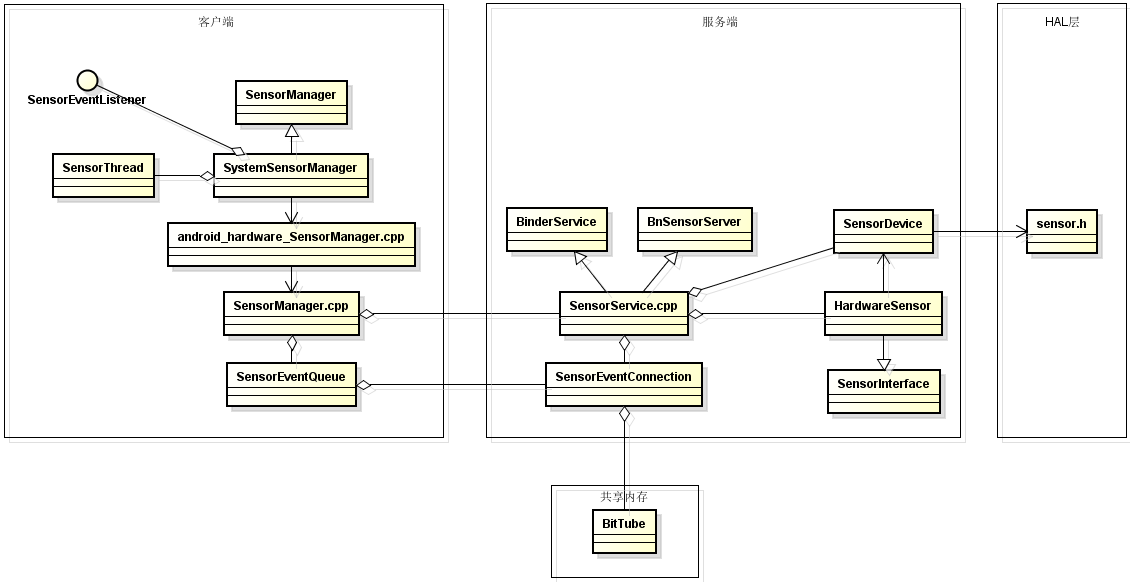 客户端
SensorEventListener
SensorManager
SensorThread
SystemSensorManager
android_hardware_SensorManager.cpp
SensorManager.cpp
SensorEventQueue
服务端
BinderService
BnSensorServer
SensorDevice
SensorService.cpp
HardwareSensor
SensorEventConnection
SensorInterface
HAL层
sensor.h
共享内存
BitTube